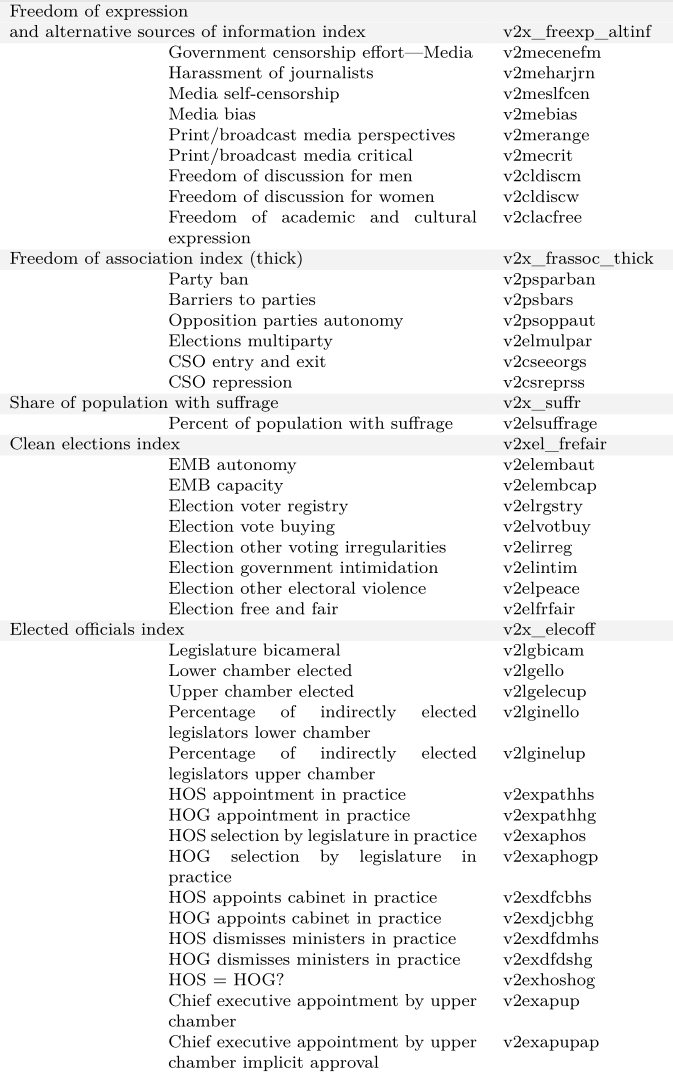 Freedom of expression
and alternative sources of information index v2x_freexp_altinf
Government censorship effort—Media v2mecenefm
Harassment of journalists v2meharjrn
Media self-censorship v2meslfcen
Media bias v2mebias
Print/broadcast media perspectives v2merange
Print/broadcast media critical v2mecrit
Freedom of discussion for men v2cldiscm
Freedom of discussion for women v2cldiscw
Freedom of academic and cultural v2clacfree
expression
Freedom of association index (thick) v2x_frassoc_thick
Party ban v2psparban
Barriers to parties v2psbars
Opposition parties autonomy v2psoppaut
Elections multiparty v2elmulpar
CSO entry and exit v2cseeorgs
CSO repression v2csreprss
Share of population with suffrage v2x_suffr
Percent of population with suffrage v2elsuffrage
Clean elections index v2xel_frefair
EMB autonomy v2elembaut
EMB capacity v2elembcap
Election voter registry v2elrgstry
Election vote buying v2elvotbuy
Election other voting irregularities v2elirreg
Election government intimidation v2elintim
Election other electoral violence v2elpeace
Election free and fair v2elfrfair
Elected officials index v2x_elecoff
Legislature bicameral v2lgbicam
Lower chamber elected v2lgello
Upper chamber elected v2lgelecup
Percentage of indirectly elected v2lginello
legislators lower chamber
Percentage of indirectly elected v2lginelup
legislators upper chamber
HOS appointment in practice v2expathhs
HOG appointment in practice v2expathhg
HOS selection by legislature in practice v2exaphos
HOG selection by legislature in v2exaphogp
practice
HOS appoints cabinet in practice v2exdfcbhs
HOG appoints cabinet in practice v2exdjcbhg
HOS dismisses ministers in practice v2exdfdmhs
HOG dismisses ministers in practice v2exdfdshg
HOS = HOG? v2exhoshog
Chief executive appointment by upper v2exapup
chamber
Chief executive appointment by upper v2exapupap
chamber implicit approval